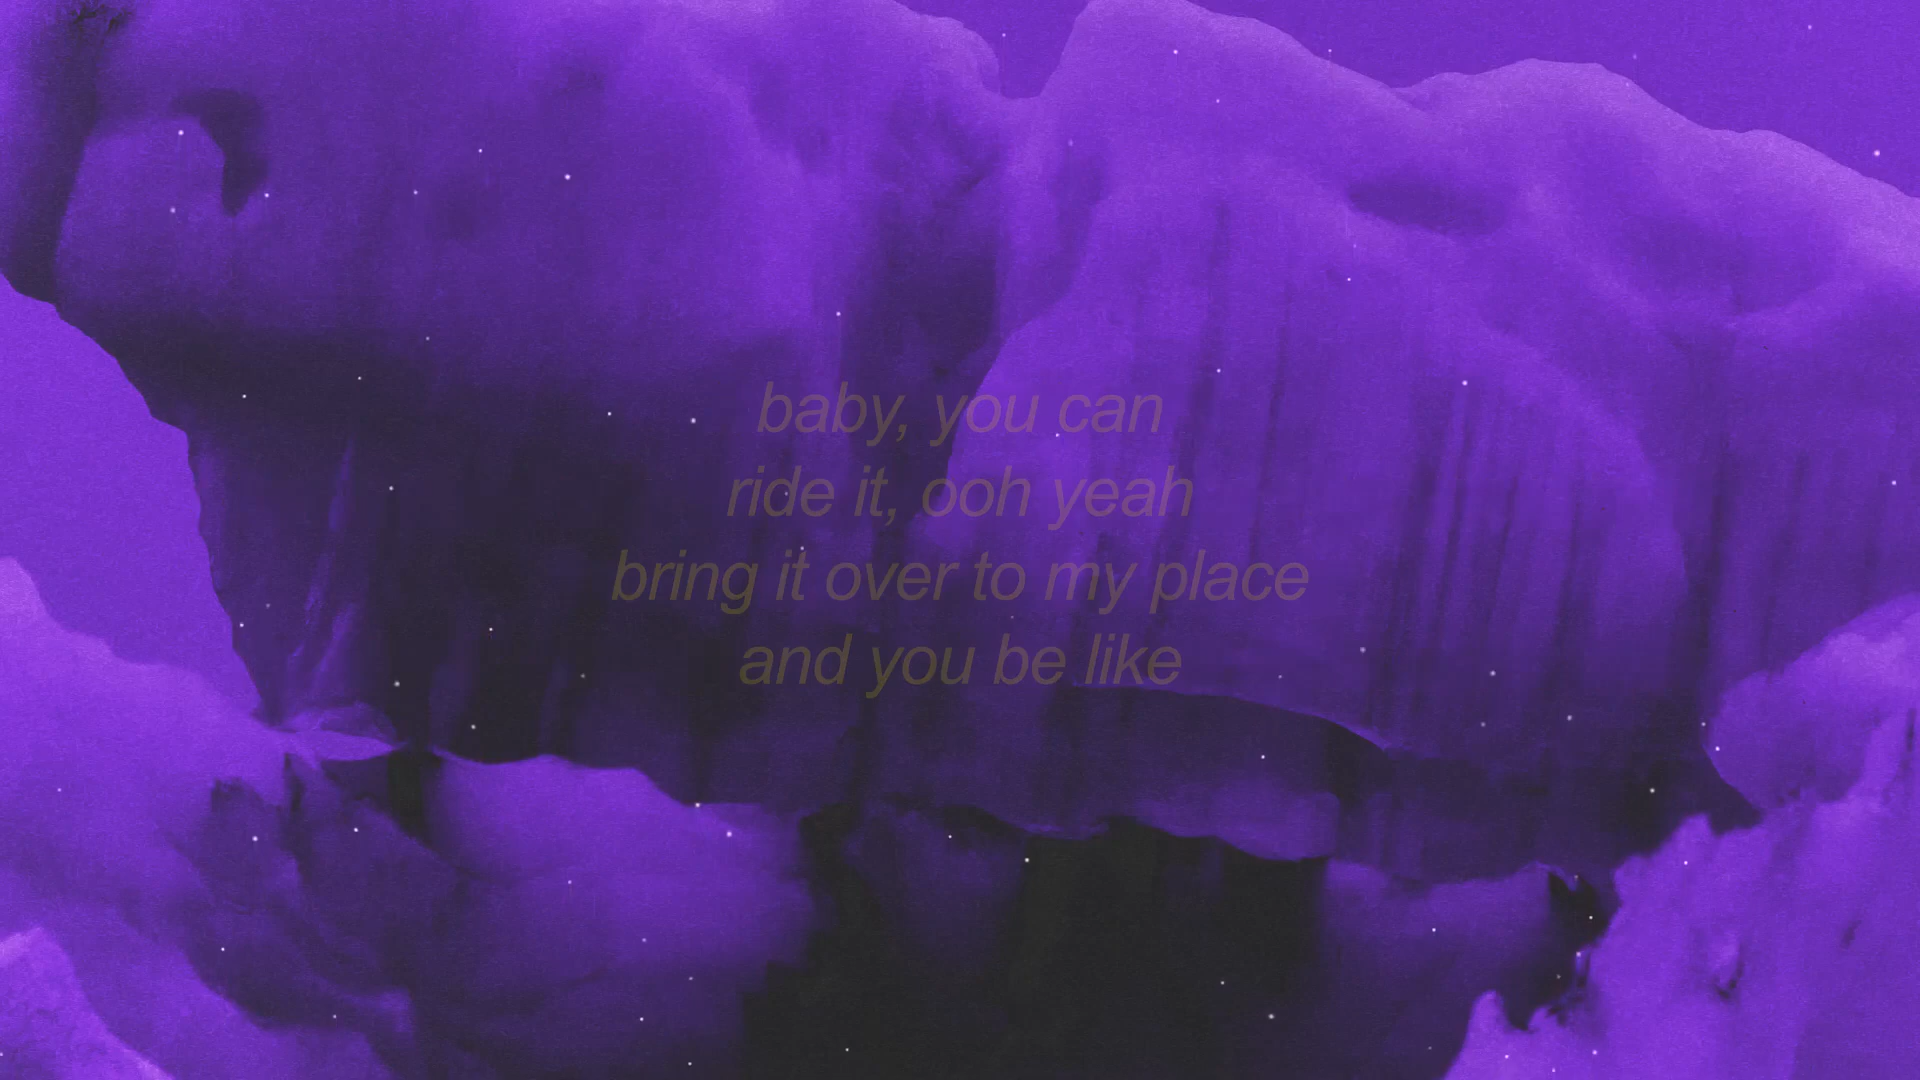 baby, you can
ride it, ooh yeah
bring it over to my place
and you be like